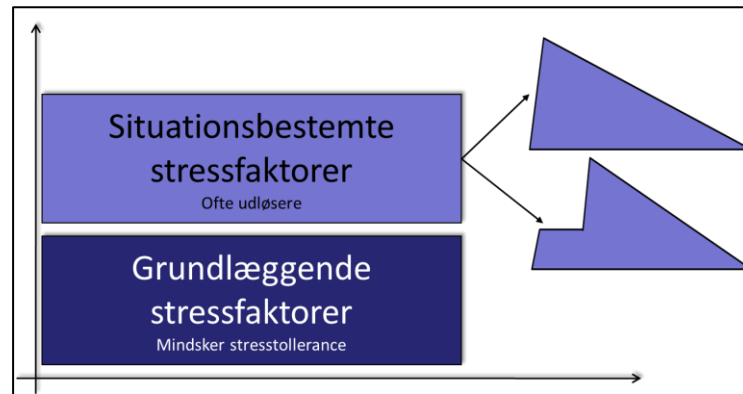 Situationsbestemte
stressfaktorer
Ofte udløsere
Grundlæggende
stressfaktorer
Mindsker stresstollerance